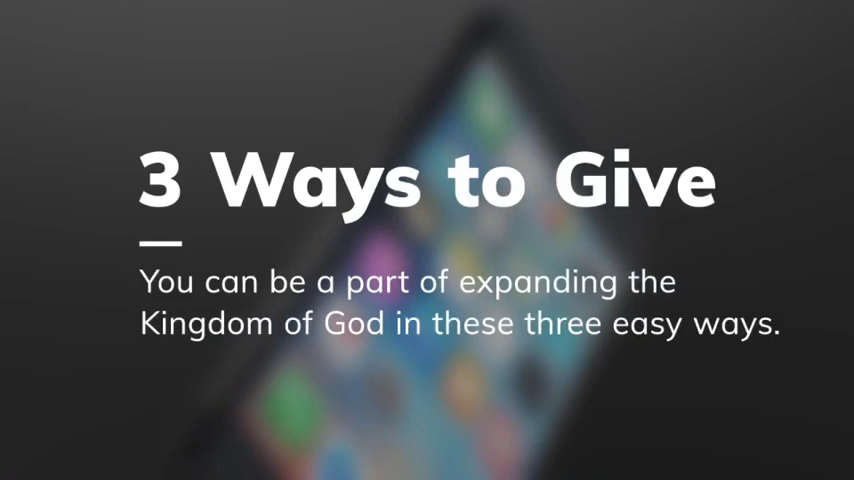 3 Ways to Give
You can be a part of expanding the
Kingdom of God in these three easy ways.